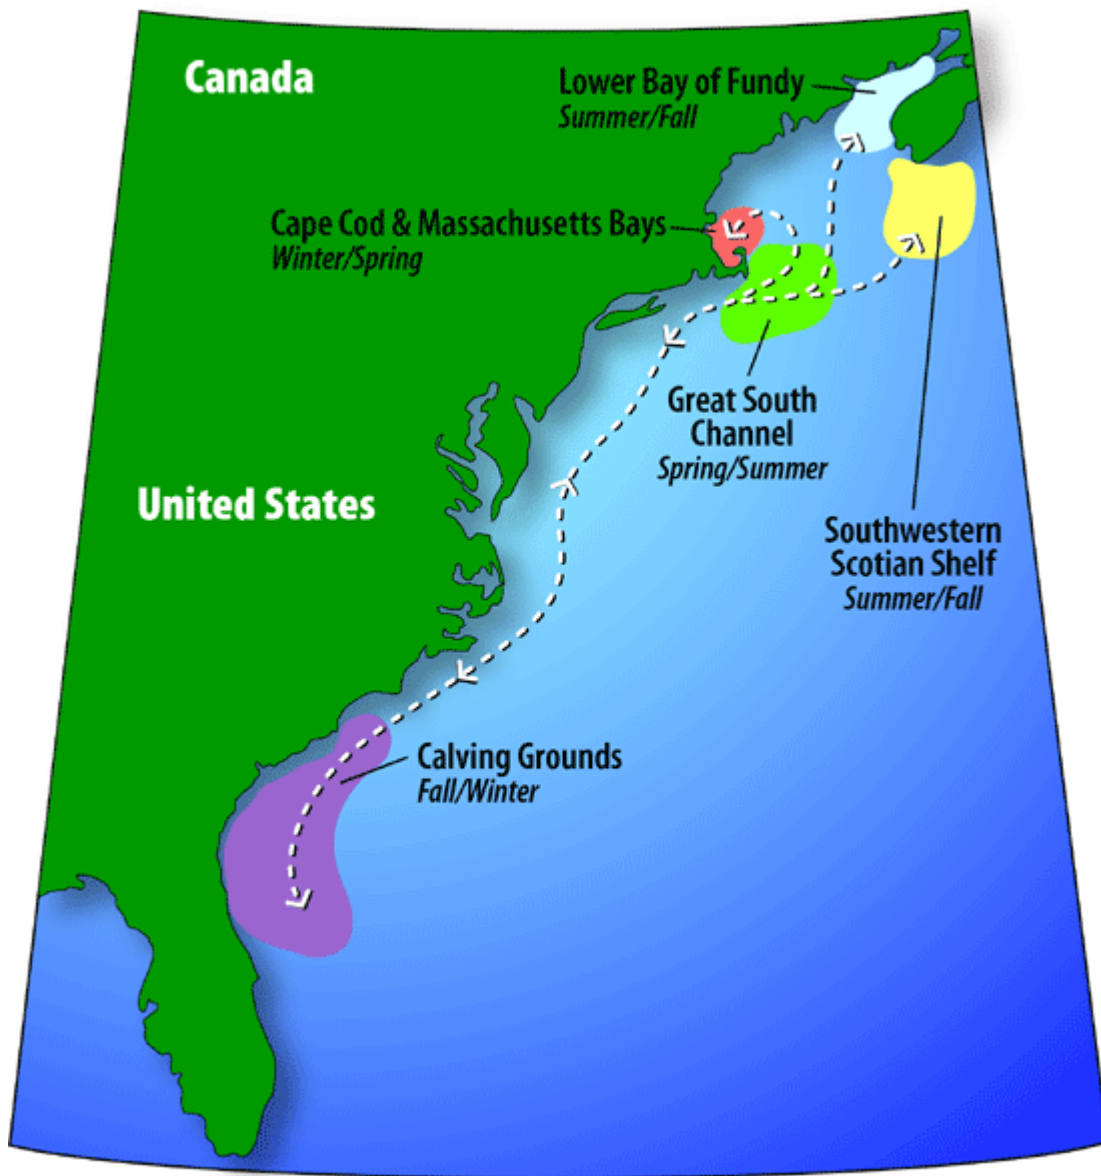 Canada
Lower Bay of Fundy
Summer/Fall
Cape Cod & Massachusetts Bays
Winter/Spring
Great South
Channel
Spring/Summer
United States
Southwestern
Scotian Shelf
Summer/Fall
Calving Grounds
Fall/Winter